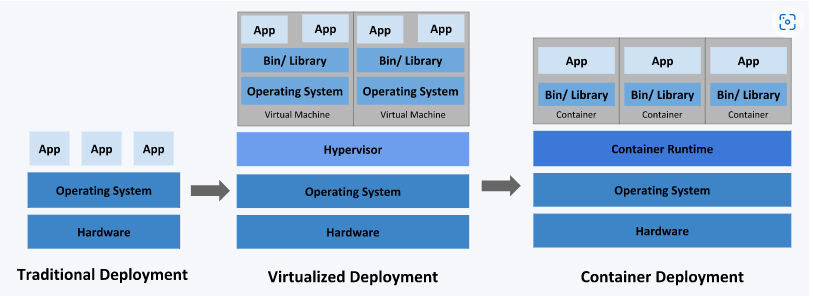 App App App
Operating System
Hardware
Traditional Deployment
App App App App
Bin/ Library Bin/ Library
Operating System Operating System
Virtual Machine Virtual Machine
Hypervisor
Operating System
Hardware
Virtualized Deployment
App App App
Bin/ Library Bin/ Library Bin/ Library
Container Container Container
Container Runtime
Operating System
Hardware
Container Deployment